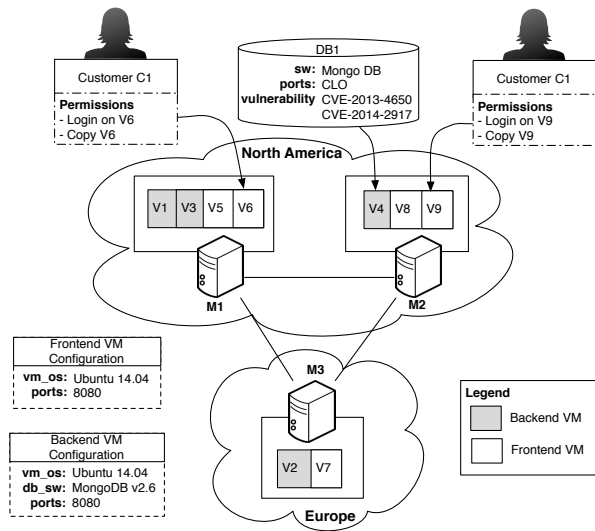 Customer C1
Permissions
- Login on V6
- Copy V6
DB1
sw: Mongo DB
ports: CLO
vulnerability CVE-2013-4650
CVE-2014-2917
Customer C1
Permissions
- Login on V9
- Copy V9
North America
V1 V3 V5 V6
V4 V8 V9
M1
M2
Frontend VM
Configuration
vm_os: Ubuntu 14.04
ports: 8080
Backend VM
Configuration
vm_os: Ubuntu 14.04
db_sw: MongoDB v2.6
ports: 8080
M3
V2 V7
Europe
Legend
Backend VM
Frontend VM